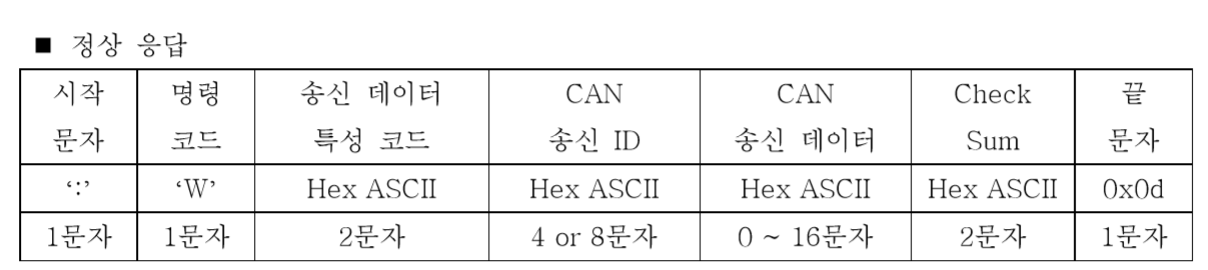 ■ 정상 응답
시작 문자 명령 코드 송신 데이터 특성 코드 CAN 송신 ID CAN 송신 데이터 Check Sum 끝 문자
‘:’ ‘W’ Hex ASCII Hex ASCII Hex ASCII Hex ASCII 0x0d
1문자 1문자 2문자 4 or 8문자 0 ~ 16문자 2문자 1문자